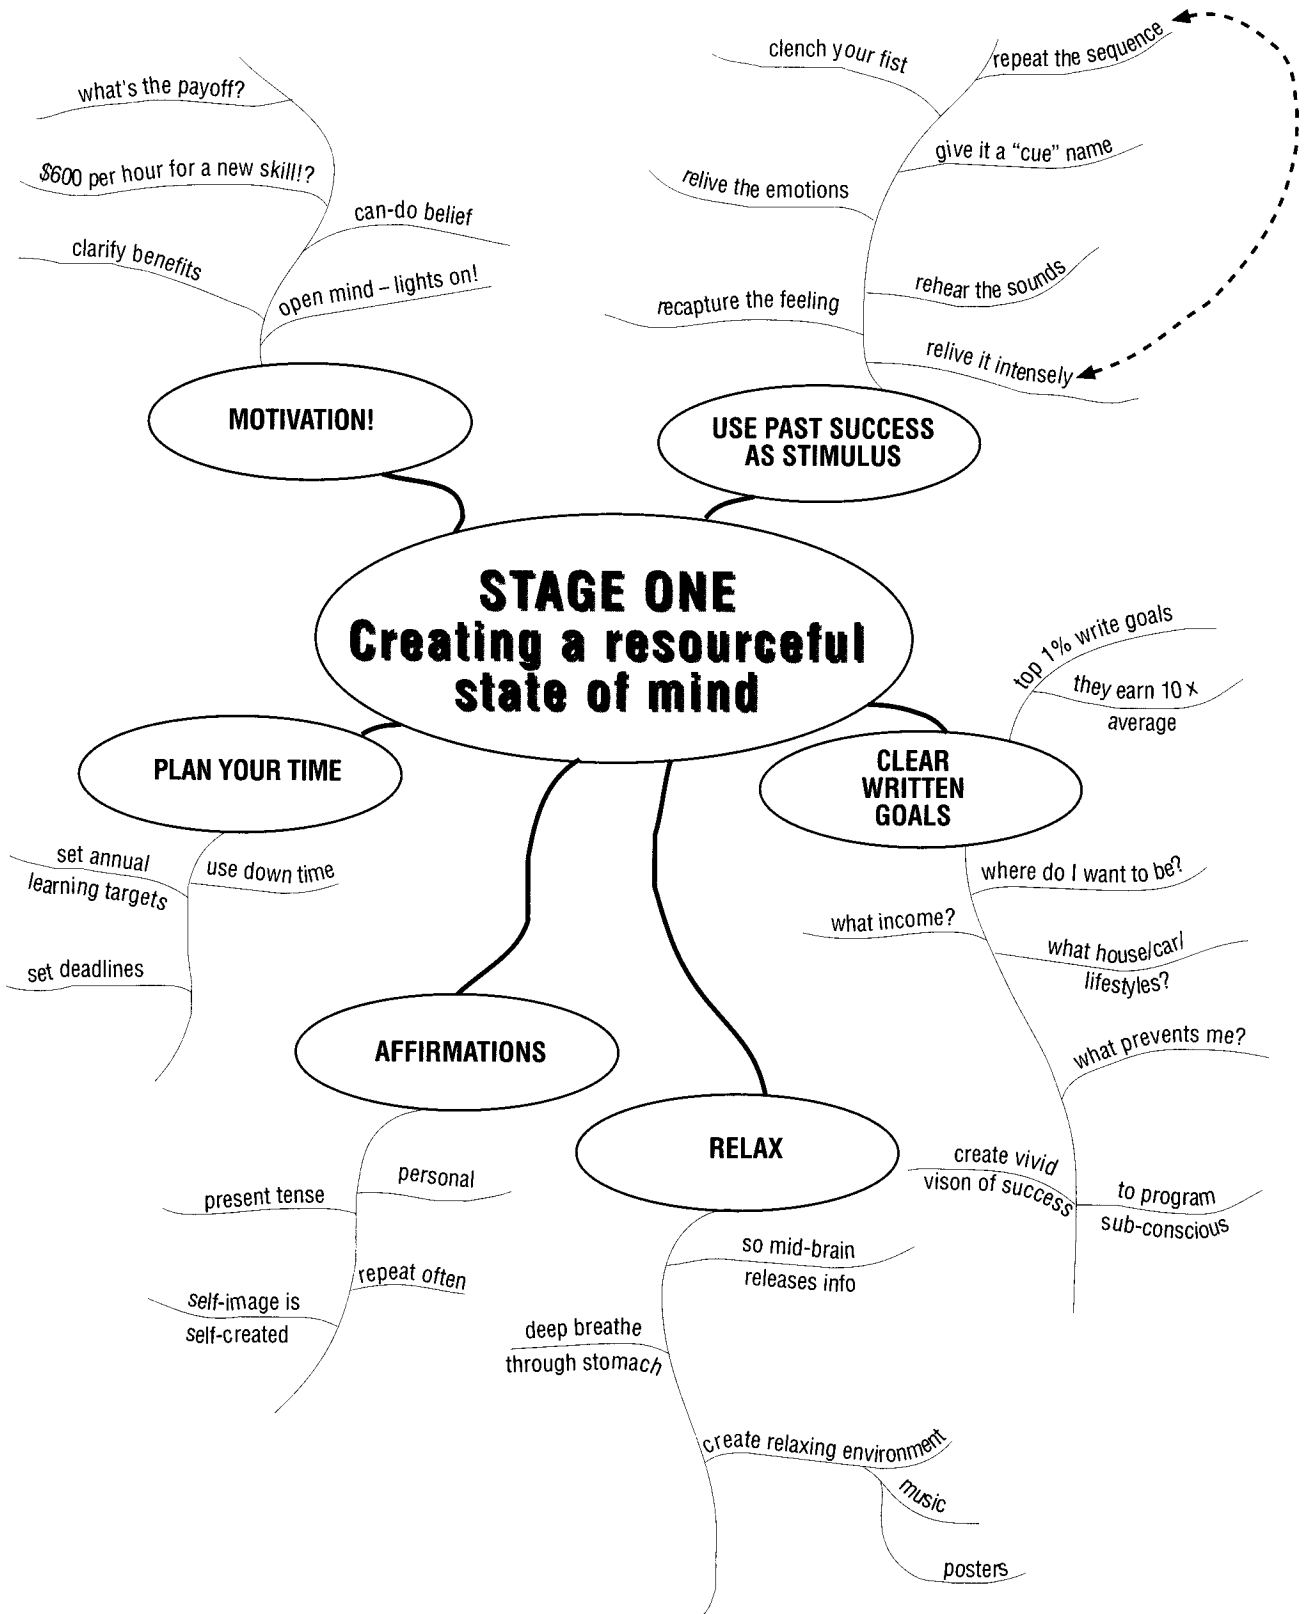 what's the payoff?
$600 per hour for a new skill!?
clarify benefits
can-do belief
open mind – lights on!
MOTIVATION!
clench your fist
repeat the sequence
give it a “cue” name
relive the emotions
rehear the sounds
recapture the feeling
relive it intensely
USE PAST SUCCESS
AS STIMULUS
STAGE ONE
Creating a resourceful
state of mind
top 1% write goals
they earn 10 x
average
CLEAR
WRITTEN
GOALS
where do I want to be?
what income?
what house/car/
lifestyles?
what prevents me?
create vivid
vison of success
to program
sub-conscious
PLAN YOUR TIME
set annual
learning targets
use down time
set deadlines
AFFIRMATIONS
personal
present tense
repeat often
self-image is
self-created
RELAX
so mid-brain
releases info
deep breathe
through stomach
create relaxing environment
music
posters